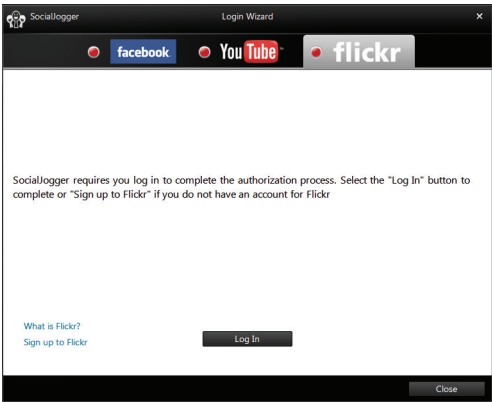 SocialJogger
Login Wizard
×
facebook
YouTube™
flickr
SocialJogger requires you log in to complete the authorization process. Select the "Log In" button to
complete or "Sign up to Flickr" if you do not have an account for Flickr
What is Flickr?
Sign up to Flickr
Log In
Close